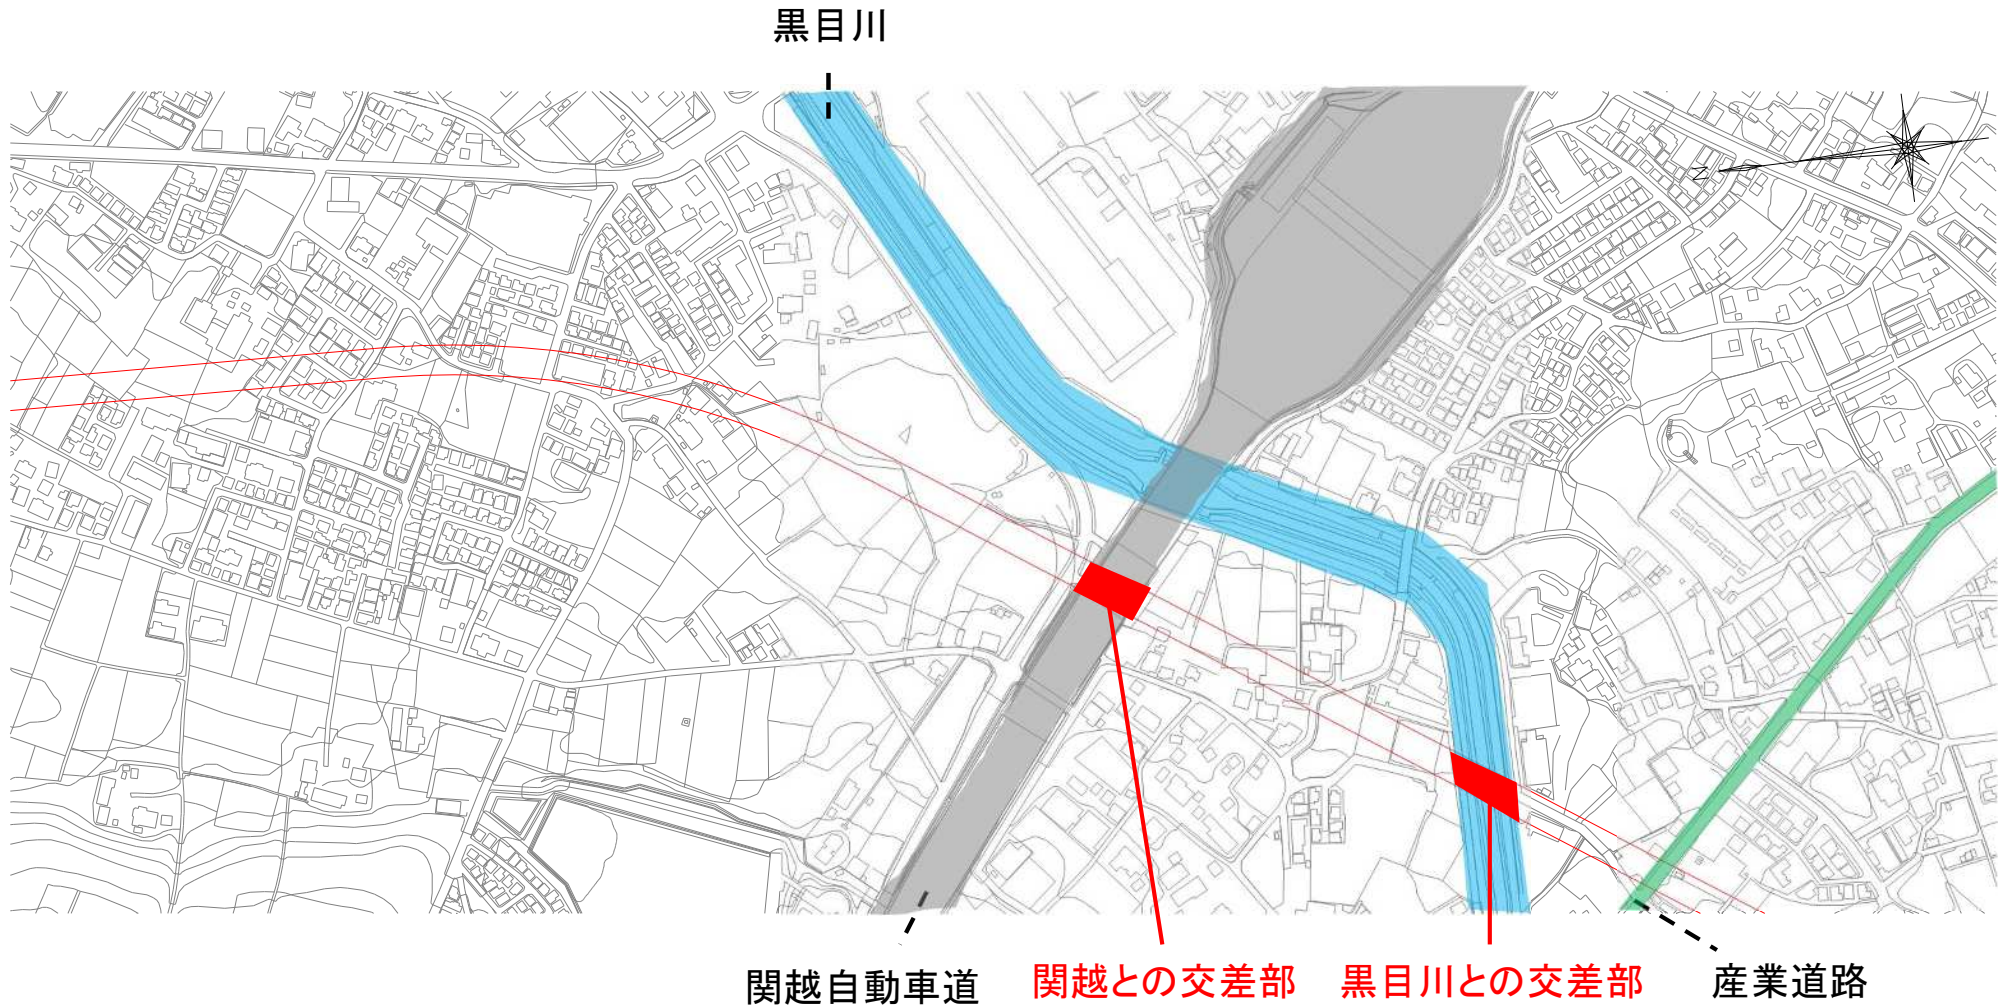 黒目川
N
関越自動車道
関越との交差部
黒目川との交差部
産業道路